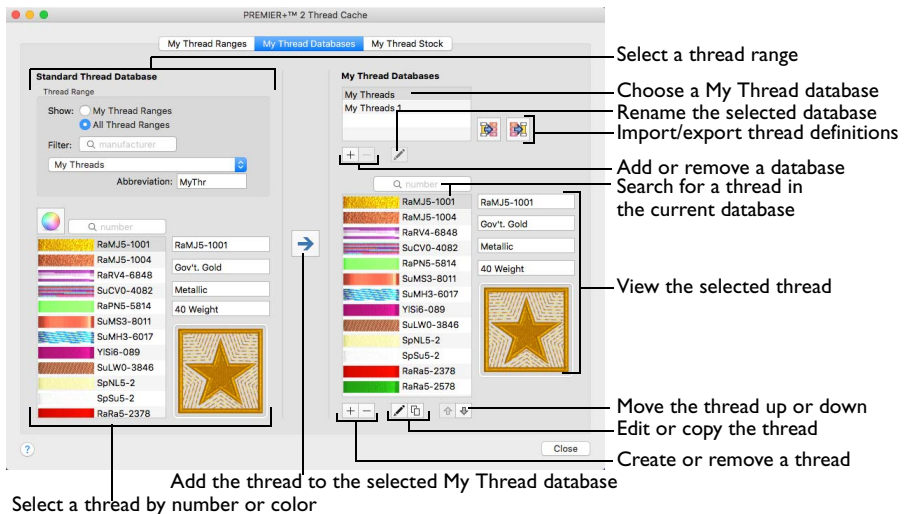 PREMIER+™ 2 Thread Cache
My Thread Ranges
My Thread Databases
My Thread Stock
Standard Thread Database
Thread Range
Show:
My Thread Ranges
All Thread Ranges
Filter:
manufacturer
My Threads
Abbreviation:
MyThr
number
RaMJ5-1001
RaMJ5-1004
RaRV4-6848
SuCV0-4082
RaPN5-5814
SuMS3-8011
SuMH3-6017
YlSi6-089
SuLW0-3846
SpNL5-2
SpSu5-2
RaRa5-2378
RaMJ5-1001
Gov't. Gold
Metallic
40 Weight
My Thread Databases
My Threads
My Threads 1
number
RaMJ5-1001
RaMJ5-1004
RaRV4-6848
SuCV0-4082
RaPN5-5814
SuMS3-8011
SuMH3-6017
YlSi6-089
SuLW0-3846
SpNL5-2
SpSu5-2
RaRa5-2378
RaRa5-2578
RaMJ5-1001
Gov't. Gold
Metallic
40 Weight
?
Close
Select a thread range
Choose a My Thread database
Rename the selected database
Import/export thread definitions
Add or remove a database
Search for a thread in
the current database
View the selected thread
Move the thread up or down
Edit or copy the thread
Create or remove a thread
Add the thread to the selected My Thread database
Select a thread by number or color